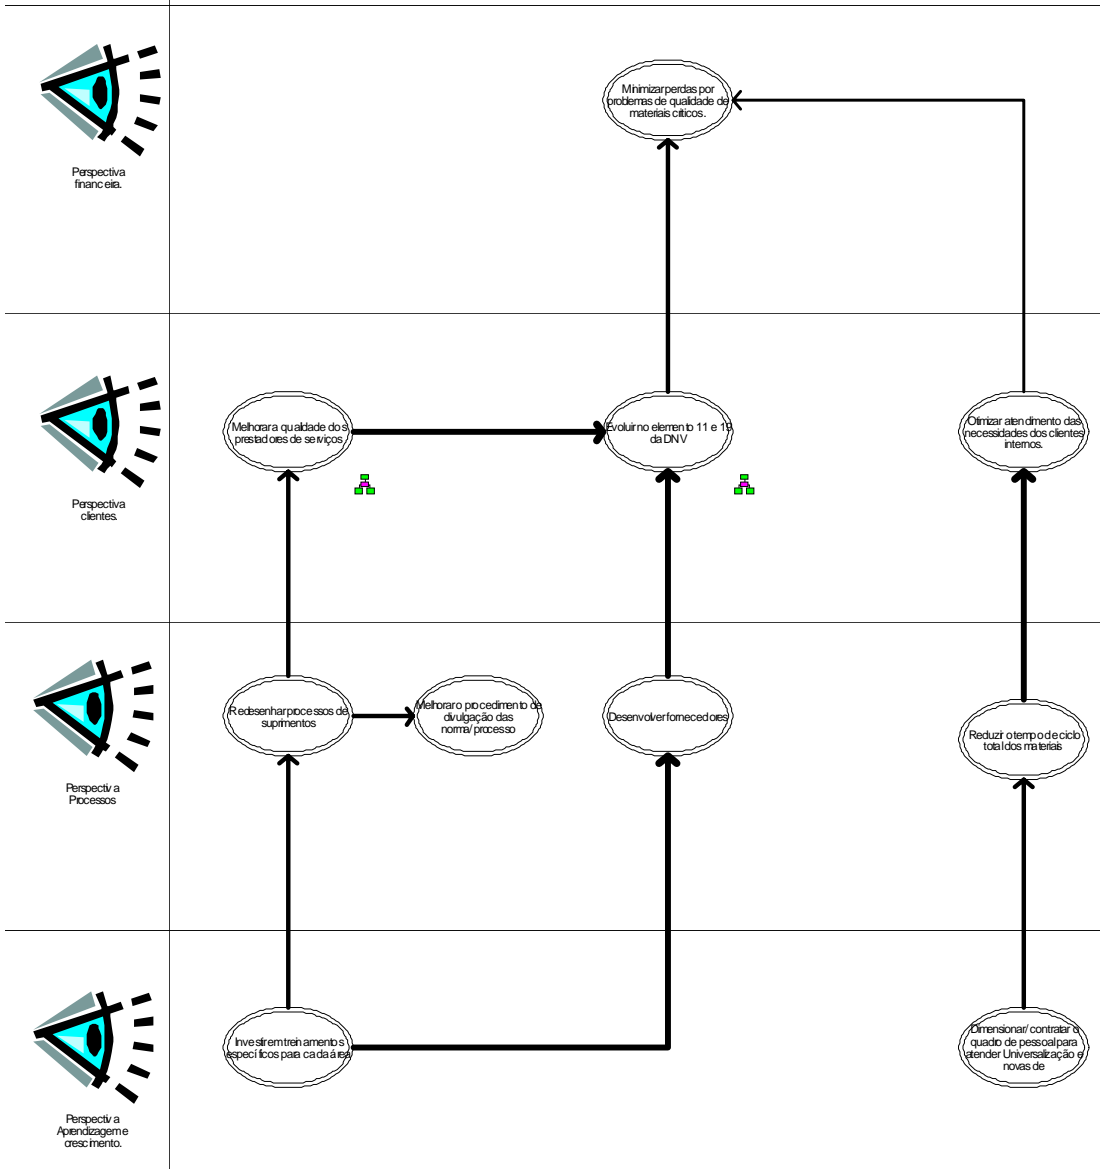 Perspectiva
financeira.
Minimizar perdas por
problemas de qualidade de
materiais críticos.
Perspectiva
clientes.
Melhorar a qualidade dos
prestadores de serviços
Evoluir no elemento 11 e 19
da DNV
Otimizar atendimento das
necessidades dos clientes
internos.
Perspectiva
Processos
Redesenhar processos de
suprimentos
Melhorar o procedimento de
divulgação das
norma/processo
Desenvolver fornecedores
Reduzir o tempo de ciclo
total dos materiais
Perspectiva
Aprendizagem e
crescimento.
Investir em treinamentos
específicos para cada área
Dimensionar/ contratar o
quadro de pessoal para
atender Universalização e
novas de